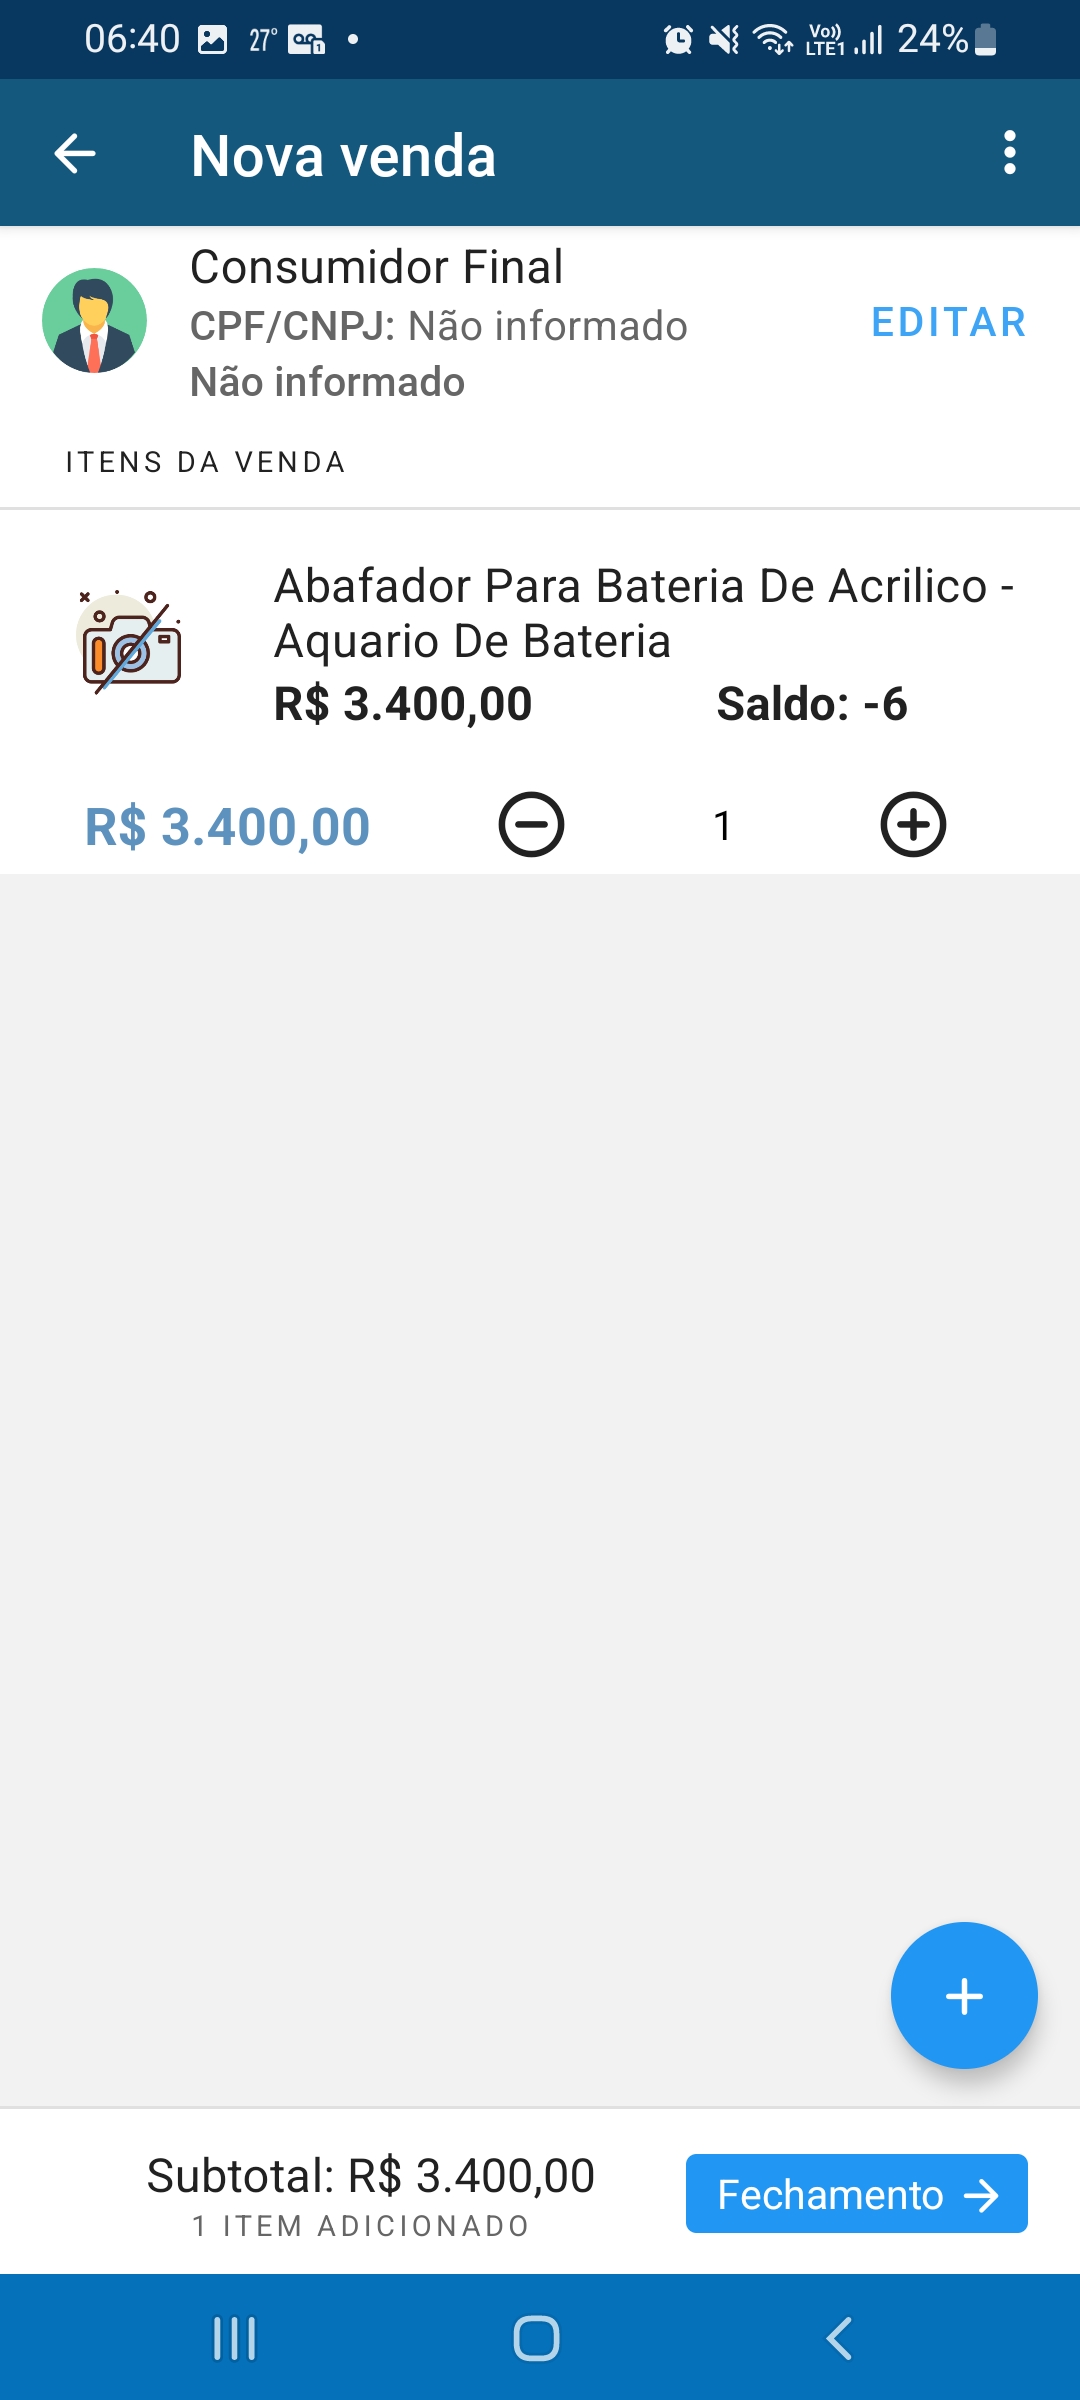 06:40 27° 1 Vo)) LTE1 24%
Nova venda
Consumidor Final
CPF/CNPJ: Não informado
EDITAR
Não informado
ITENS DA VENDA
Abafador Para Bateria De Acrilico -
Aquario De Bateria
R$ 3.400,00 Saldo: -6
R$ 3.400,00 1
Subtotal: R$ 3.400,00
1 ITEM ADICIONADO
Fechamento